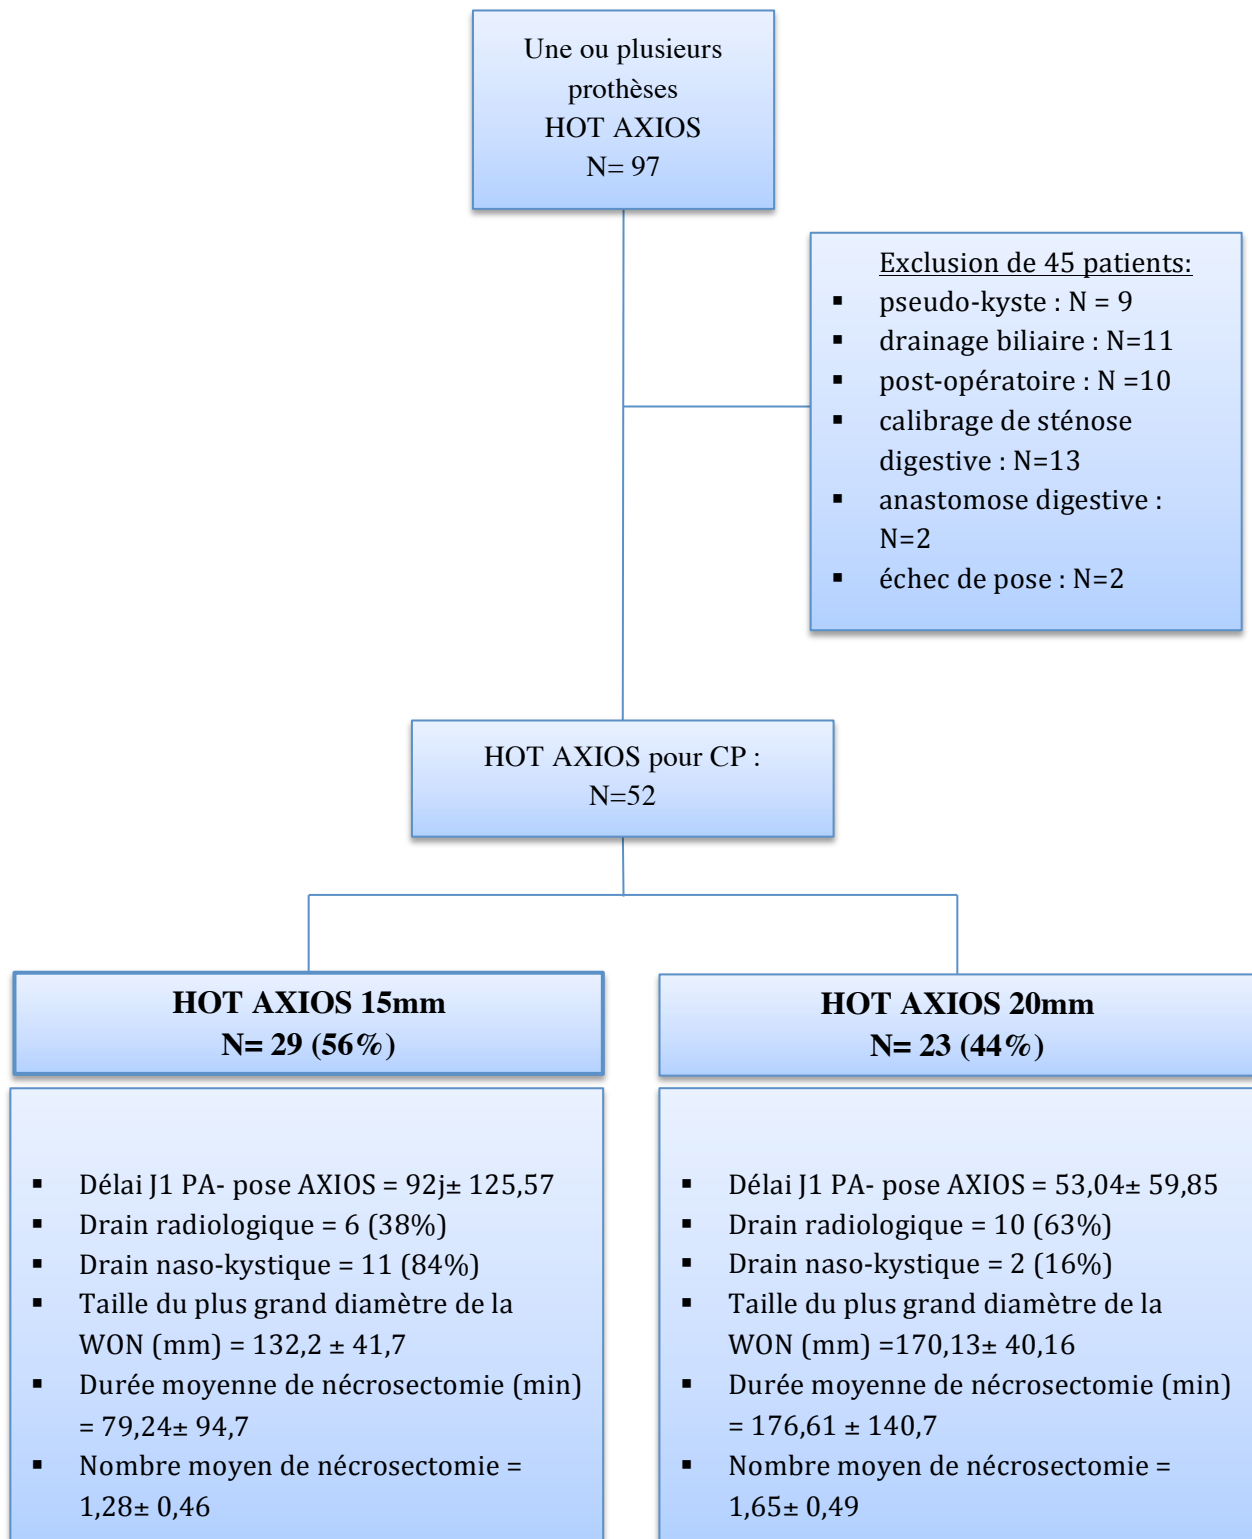 Une ou plusieurs
prothèses
HOT AXIOS
N= 97
Exclusion de 45 patients:
▪ pseudo-kyste : N = 9
▪ drainage biliaire : N=11
▪ post-opératoire : N =10
▪ calibrage de sténose
digestive : N=13
▪ anastomose digestive :
N=2
▪ échec de pose : N=2
HOT AXIOS pour CP :
N=52
HOT AXIOS 15mm
N= 29 (56%)
▪ Délai J1 PA- pose AXIOS = 92j± 125,57
▪ Drain radiologique = 6 (38%)
▪ Drain naso-kystique = 11 (84%)
▪ Taille du plus grand diamètre de la
WON (mm) = 132,2 ± 41,7
▪ Durée moyenne de nécrosectomie (min)
= 79,24± 94,7
▪ Nombre moyen de nécrosectomie =
1,28± 0,46
HOT AXIOS 20mm
N= 23 (44%)
▪ Délai J1 PA- pose AXIOS = 53,04± 59,85
▪ Drain radiologique = 10 (63%)
▪ Drain naso-kystique = 2 (16%)
▪ Taille du plus grand diamètre de la
WON (mm) =170,13± 40,16
▪ Durée moyenne de nécrosectomie (min)
= 176,61 ± 140,7
▪ Nombre moyen de nécrosectomie =
1,65± 0,49